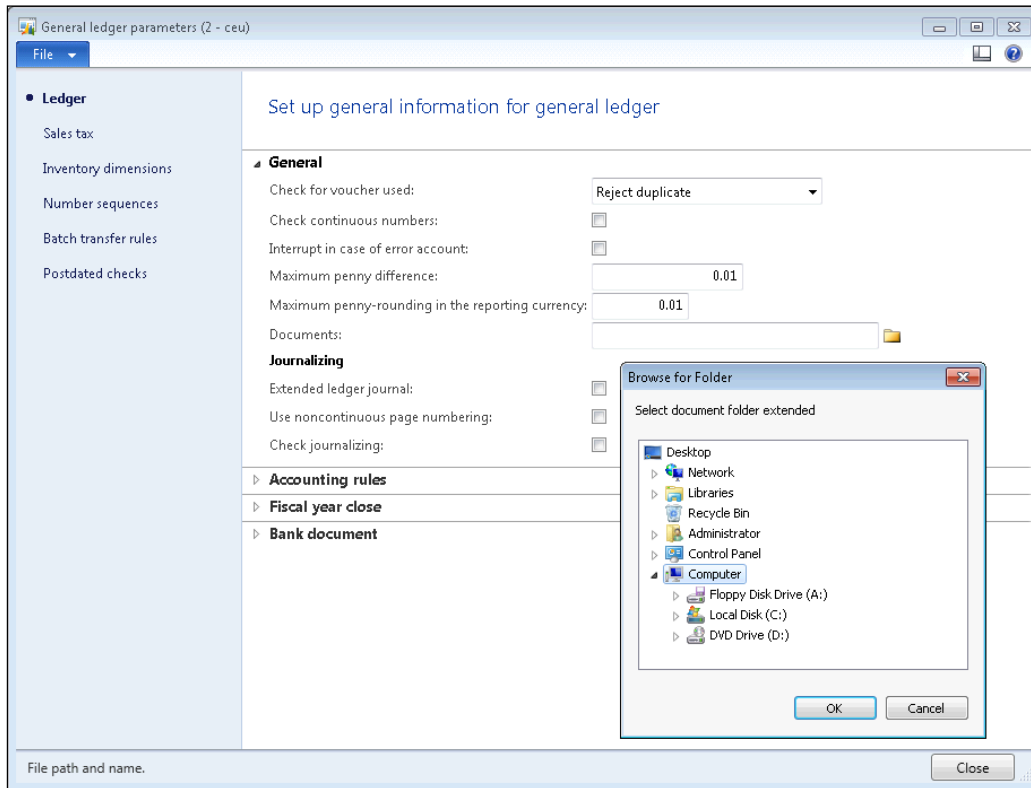 General ledger parameters (2 - ceu)
File
Ledger
Sales tax
Inventory dimensions
Number sequences
Batch transfer rules
Postdated checks
Set up general information for general ledger
General
Check for voucher used: Reject duplicate
Check continuous numbers:
Interrupt in case of error account:
Maximum penny difference: 0.01
Maximum penny-rounding in the reporting currency: 0.01
Documents:
Journalizing
Extended ledger journal:
Use noncontinuous page numbering:
Check journalizing:
Accounting rules
Fiscal year close
Bank document
Browse for Folder
Select document folder extended
Desktop
Network
Libraries
Recycle Bin
Administrator
Control Panel
Computer
Floppy Disk Drive (A:)
Local Disk (C:)
DVD Drive (D:)
OK Cancel
File path and name.
Close